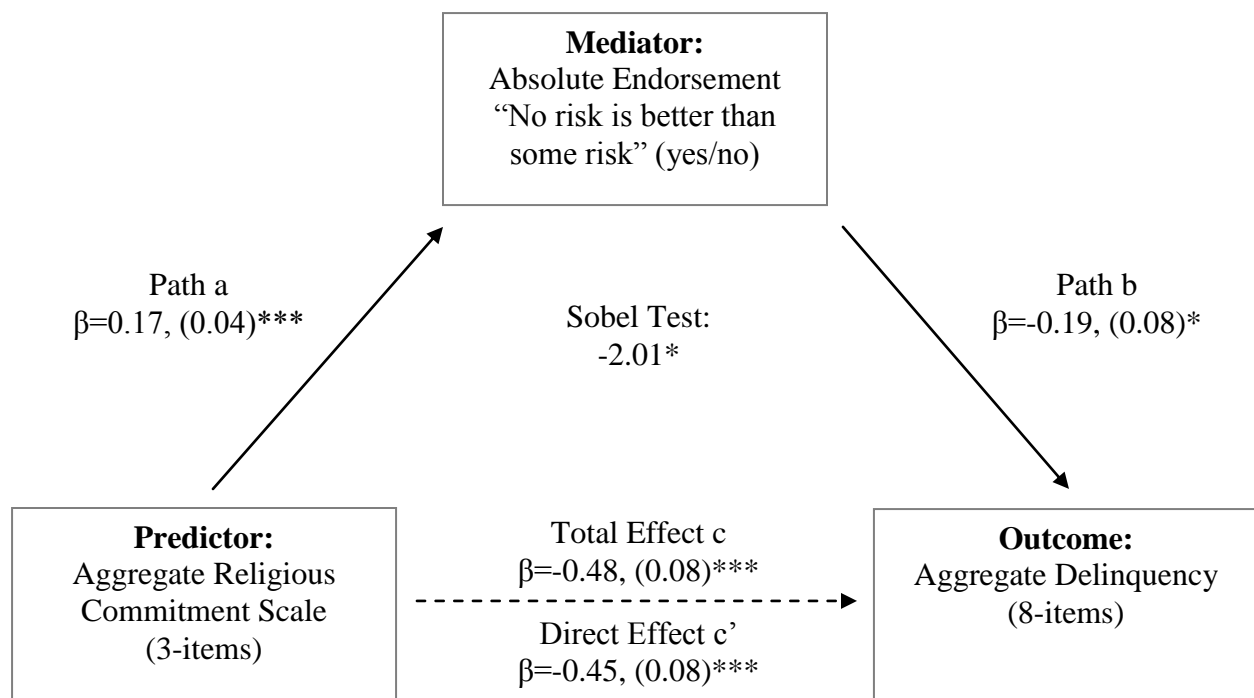 Mediator:
Absolute Endorsement
“No risk is better than
some risk” (yes/no)
Path a
β=0.17, (0.04)***
Sobel Test:
-2.01*
Path b
β=-0.19, (0.08)*
Predictor:
Aggregate Religious
Commitment Scale
(3-items)
Total Effect c
β=-0.48, (0.08)***
Direct Effect c’
β=-0.45, (0.08)***
Outcome:
Aggregate Delinquency
(8-items)